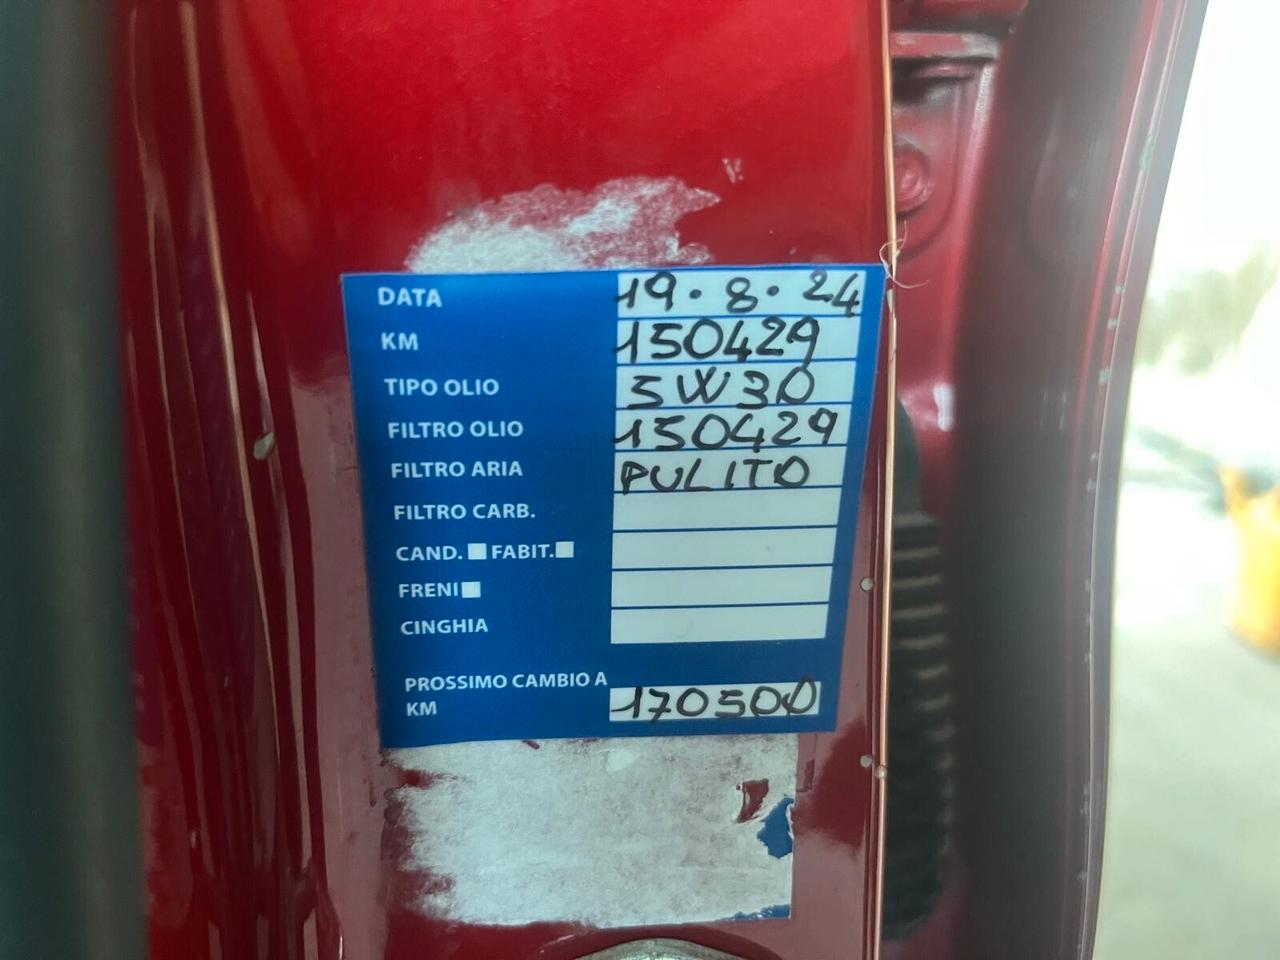 DATA 19.8.24
KM 150429
TIPO OLIO 5W30
FILTRO OLIO 150429
FILTRO ARIA PULITO
FILTRO CARB.
CAND. FABIT.
FRENI
CINGHIA
PROSSIMO CAMBIO A
KM 170500